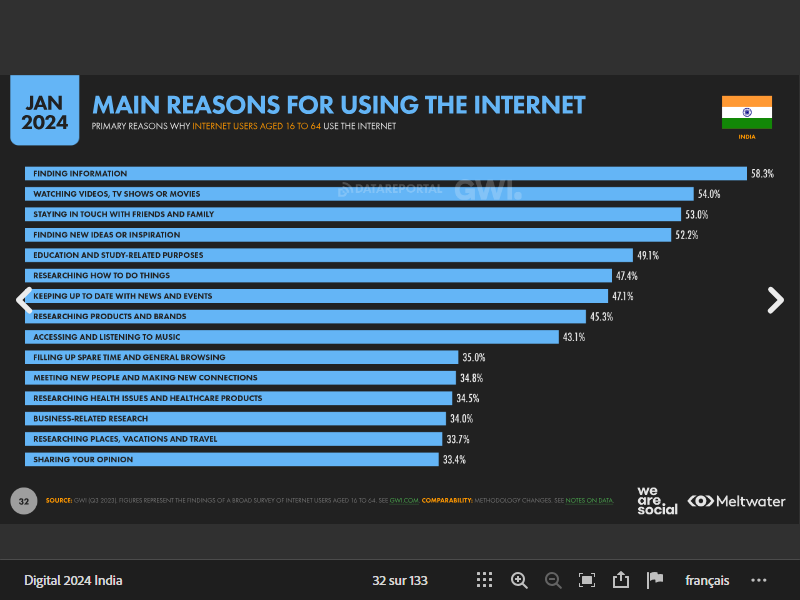 JAN
2024
MAIN REASONS FOR USING THE INTERNET
PRIMARY REASONS WHY INTERNET USERS AGED 16 TO 64 USE THE INTERNET
INDIA
DATAREPORTAL GWI.
FINDING INFORMATION 58.3%
WATCHING VIDEOS, TV SHOWS OR MOVIES 54.0%
STAYING IN TOUCH WITH FRIENDS AND FAMILY 53.0%
FINDING NEW IDEAS OR INSPIRATION 52.2%
EDUCATION AND STUDY-RELATED PURPOSES 49.1%
RESEARCHING HOW TO DO THINGS 47.4%
KEEPING UP TO DATE WITH NEWS AND EVENTS 47.1%
RESEARCHING PRODUCTS AND BRANDS 45.3%
ACCESSING AND LISTENING TO MUSIC 43.1%
FILLING UP SPARE TIME AND GENERAL BROWSING 35.0%
MEETING NEW PEOPLE AND MAKING NEW CONNECTIONS 34.8%
RESEARCHING HEALTH ISSUES AND HEALTHCARE PRODUCTS 34.5%
BUSINESS-RELATED RESEARCH 34.0%
RESEARCHING PLACES, VACATIONS AND TRAVEL 33.7%
SHARING YOUR OPINION 33.4%
32
SOURCE: GWI (Q3 2023). FIGURES REPRESENT THE FINDINGS OF A BROAD SURVEY OF INTERNET USERS AGED 16 TO 64. SEE GWI.COM. COMPARABILITY: METHODOLOGY CHANGES. SEE NOTES ON DATA.
we
are
social
Meltwater
Digital 2024 India
32 sur 133
français